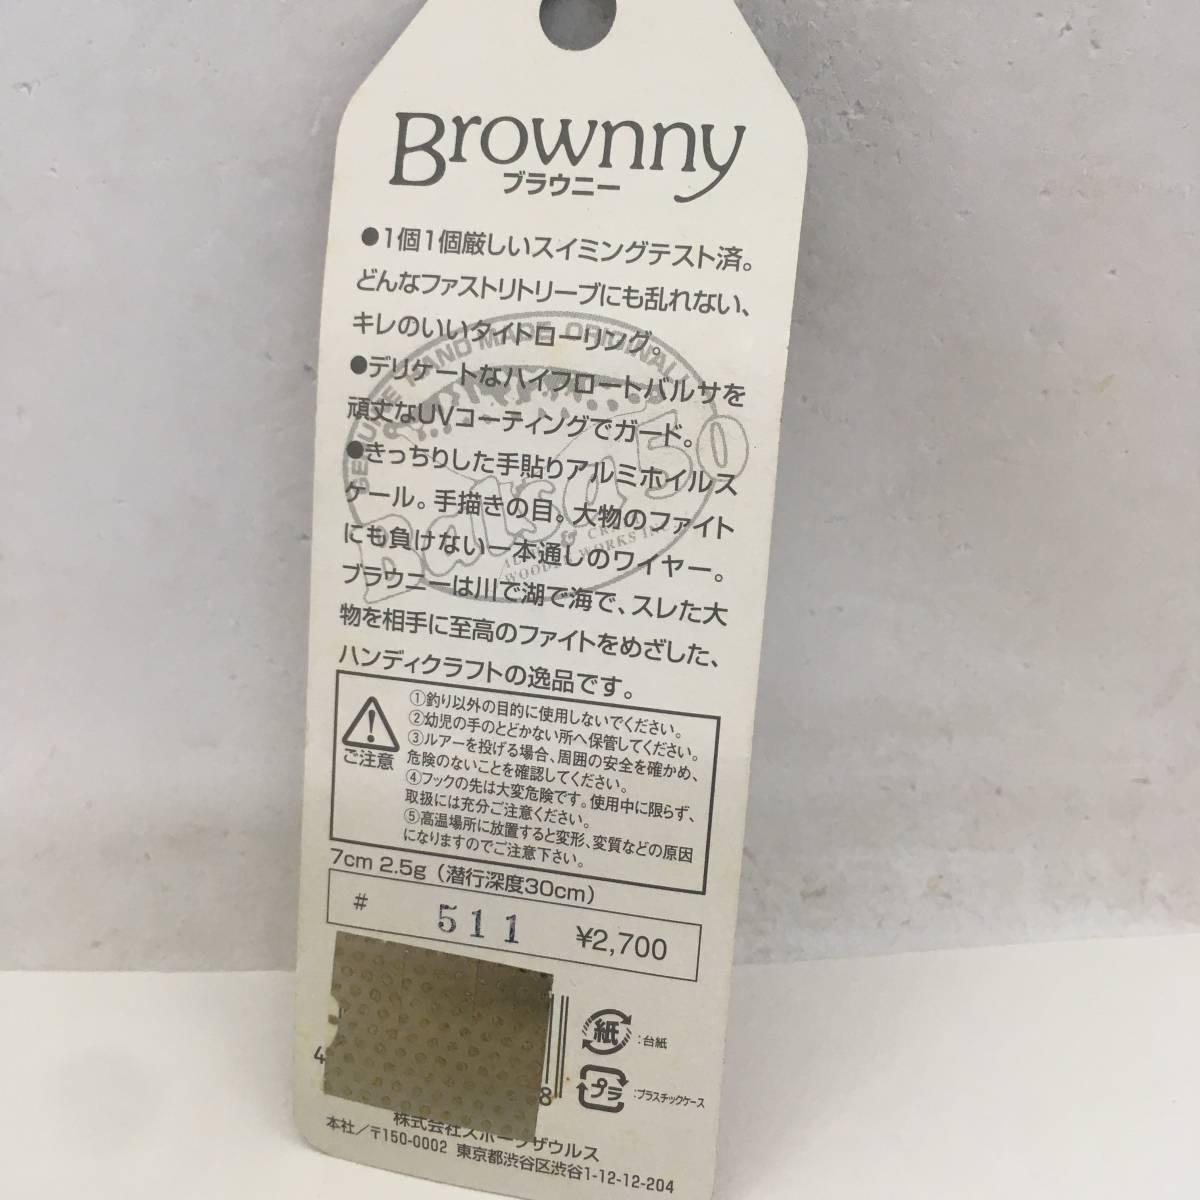 Brownny
ブラウニー
●1個1個厳しいスイミングテスト済。
どんなファストリトリーブにも乱れない、
キレのいいタイトローリング。
●デリケートなハイフロートバルサを
頑丈なUVコーティングでガード。
●きっちりした手貼りアルミホイルス
ケール。手描きの目。大物のファイト
にも負けない一本通しのワイヤー。
ブラウニーは川で湖で海で、スレた大
物を相手に至高のファイトをめざした、
ハンディクラフトの逸品です。
HAND MADE ORIGINAL
Balsa 50
WOODEN WORKS INC
ご注意
①釣り以外の目的に使用しないでください。
②幼児の手のとどかない所へ保管してください。
③ルアーを投げる場合、周囲の安全を確かめ、
危険のないことを確認してください。
④フックの先は大変危険です。使用中に限らず、
取扱には充分ご注意ください。
⑤高温場所に放置すると変形、変質などの原因
になりますのでご注意下さい。
7cm 2.5g（潜行深度30cm）
# 511 ¥2,700
4
8
紙 :台紙
プラ :プラスチックケース
株式会社スポーツザウルス
本社／〒150-0002 東京都渋谷区渋谷1-12-12-204